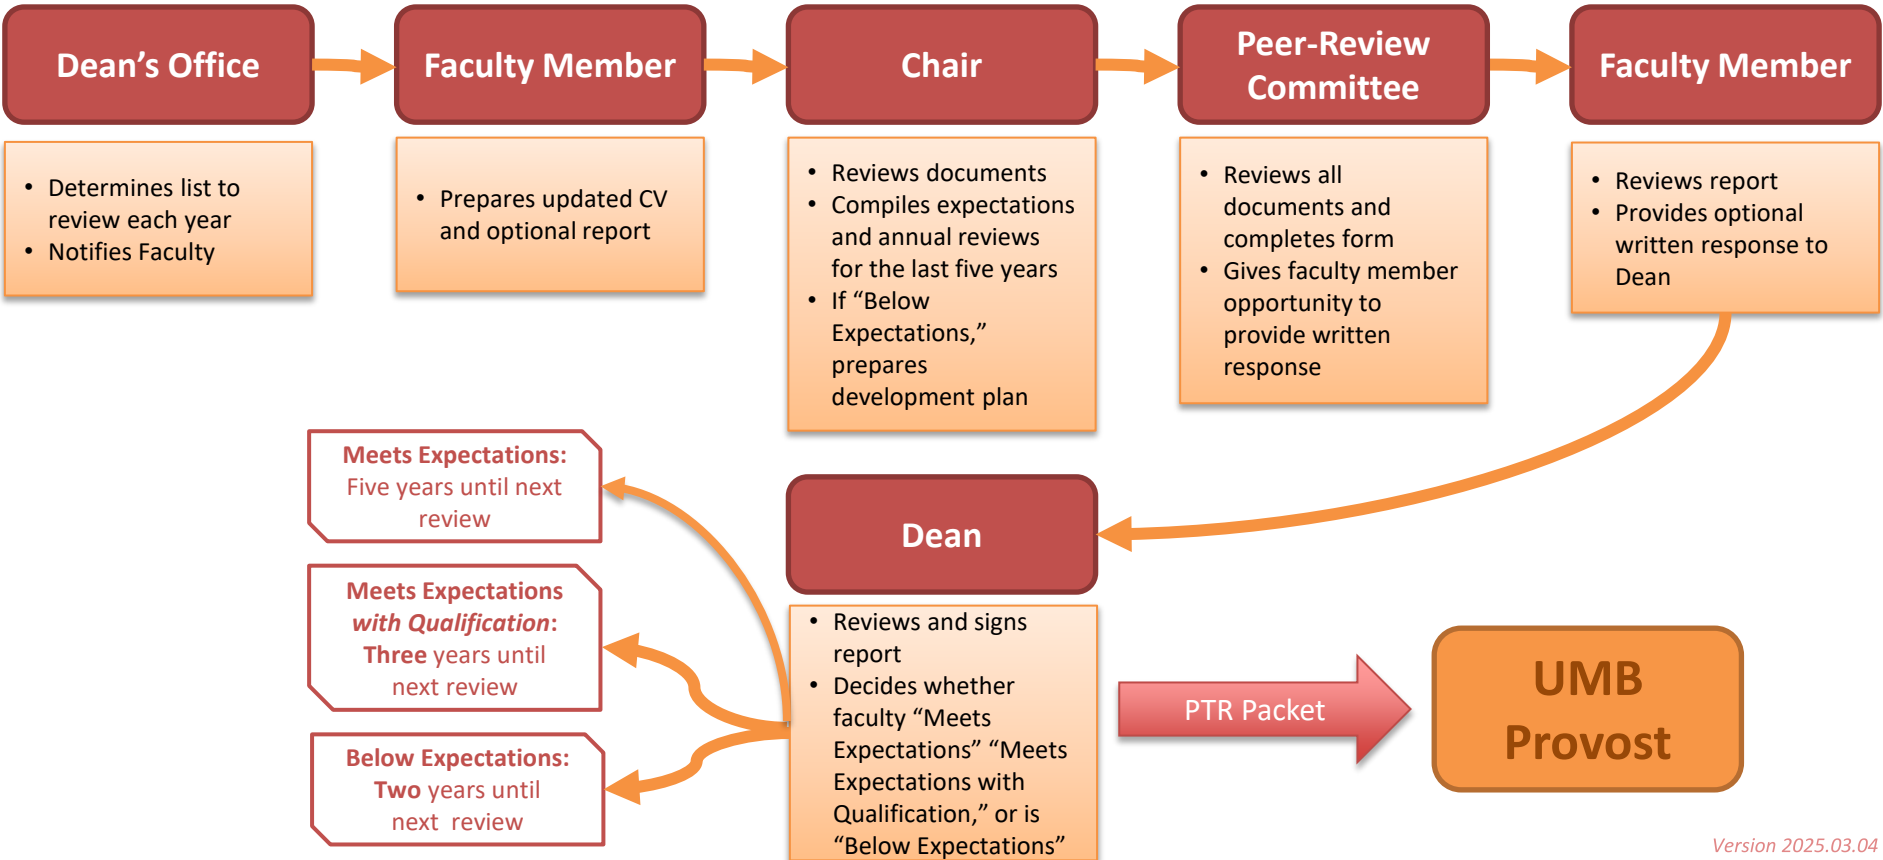 Dean’s Office
Faculty Member
Chair
Peer-Review
Committee
Faculty Member
• Determines list to
review each year
• Notifies Faculty
• Prepares updated CV
and optional report
• Reviews documents
• Compiles expectations
and annual reviews
for the last five years
• If “Below
Expectations,”
prepares
development plan
• Reviews all
documents and
completes form
• Gives faculty member
opportunity to
provide written
response
• Reviews report
• Provides optional
written response to
Dean
Dean
• Reviews and signs
report
• Decides whether
faculty “Meets
Expectations” “Meets
Expectations with
Qualification,” or is
“Below Expectations”
Meets Expectations:
Five years until next
review
Meets Expectations
with Qualification:
Three years until
next review
Below Expectations:
Two years until
next review
PTR Packet
UMB
Provost
Version 2025.03.04